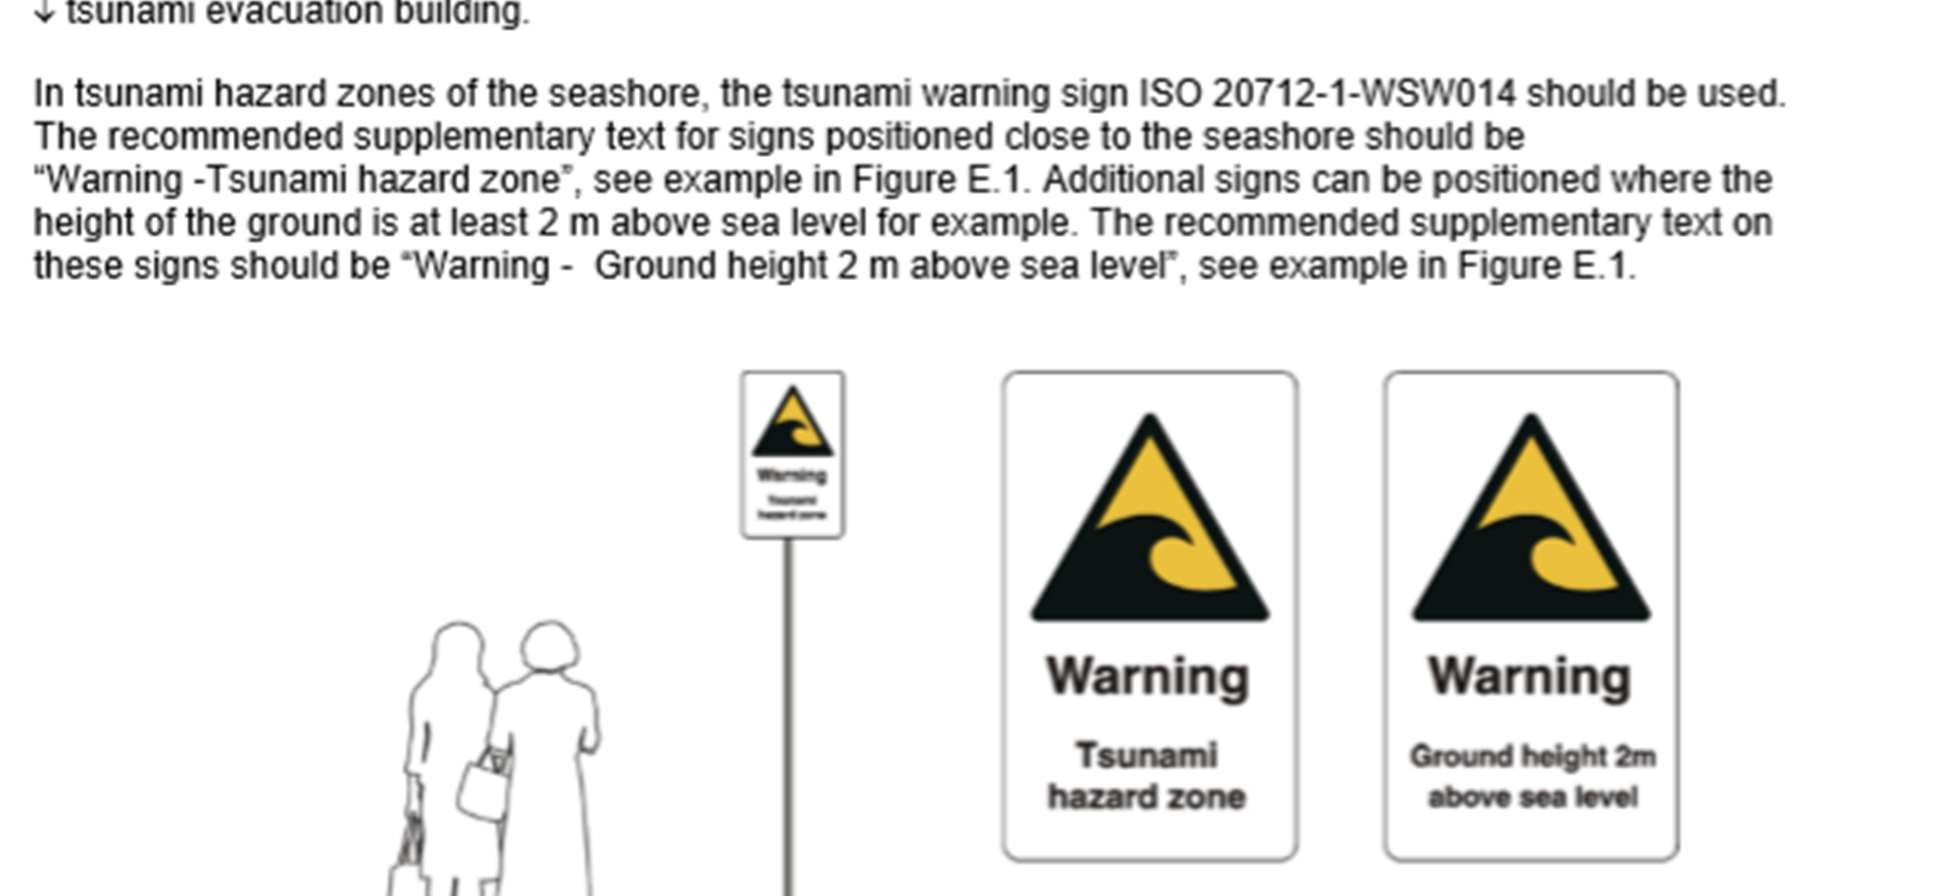 ↓ tsunami evacuation building.
In tsunami hazard zones of the seashore, the tsunami warning sign ISO 20712-1-WSW014 should be used.
The recommended supplementary text for signs positioned close to the seashore should be
“Warning -Tsunami hazard zone”, see example in Figure E.1. Additional signs can be positioned where the
height of the ground is at least 2 m above sea level for example. The recommended supplementary text on
these signs should be “Warning -  Ground height 2 m above sea level”, see example in Figure E.1.
Warning
Tsunami
hazard zone
Warning
Tsunami
hazard zone
Warning
Ground height 2m
above sea level